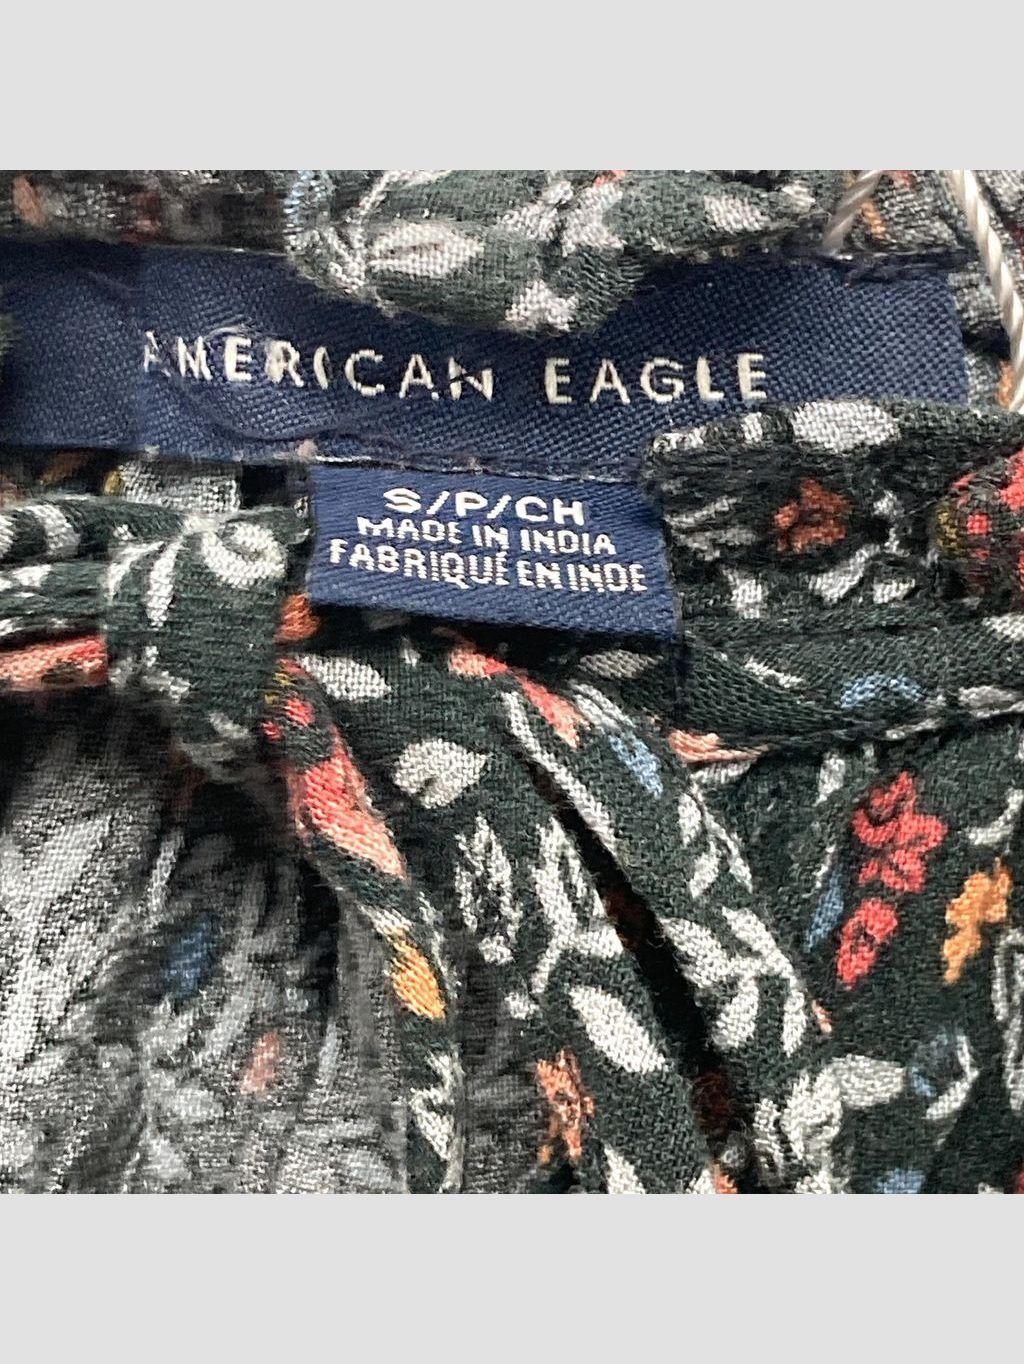 AMERICAN EAGLE
S/P/CH
MADE IN INDIA
FABRIQUÉ EN INDE